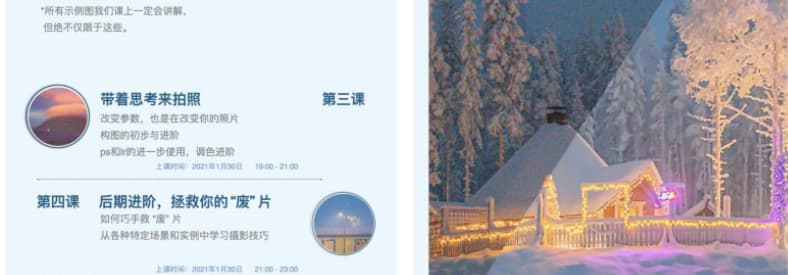 *所有示例图我们课上一定会讲解，
但绝不仅限于这些。
带着思考来拍照
第三课
改变参数，也是在改变你的照片
构图的初步与进阶
ps和lr的进一步使用，调色进阶
上课时间：2021年1月30日 19:00 - 21:00
第四课
后期进阶，拯救你的“废”片
如何巧手救 “废” 片
从各种特定场景和实例中学习摄影技巧
上课时间：2021年1月30日 21:00 - 23:00